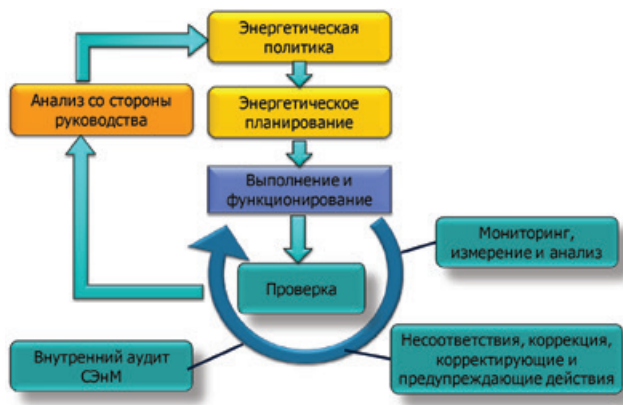 Энергетическая
политика
Анализ со стороны
руководства
Энергетическое
планирование
Выполнение и
функционирование
Мониторинг,
измерение и анализ
Проверка
Внутренний аудит
СЭнМ
Несоответствия, коррекция,
корректирующие и
предупреждающие действия